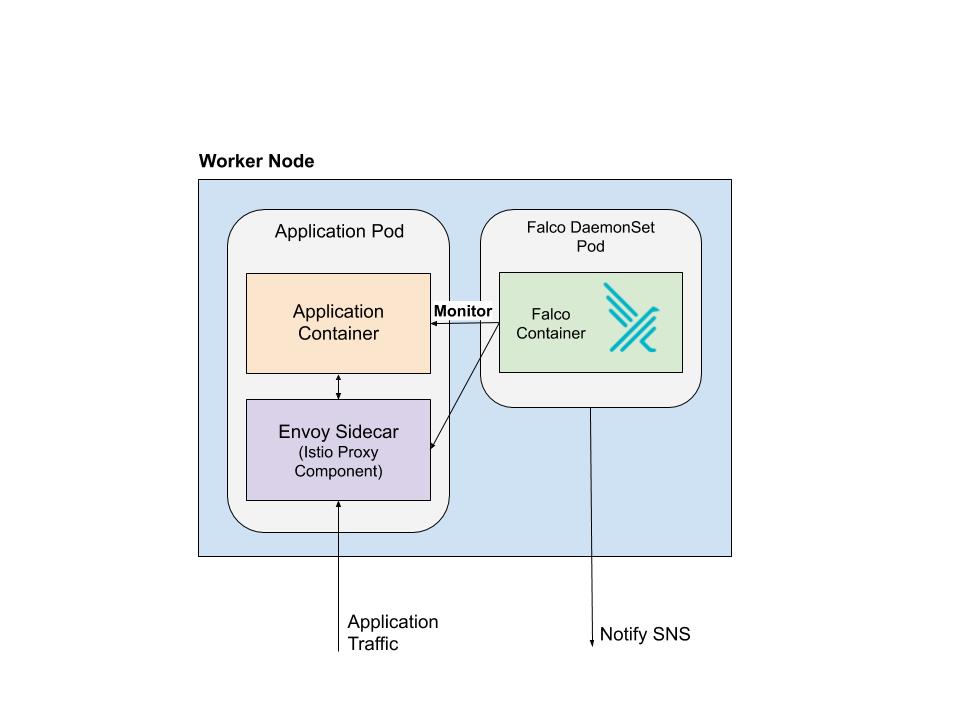 Worker Node
Application Pod
Falco DaemonSet
Pod
Application
Container
Monitor
Falco
Container
Envoy Sidecar
(Istio Proxy
Component)
Application
Traffic
Notify SNS